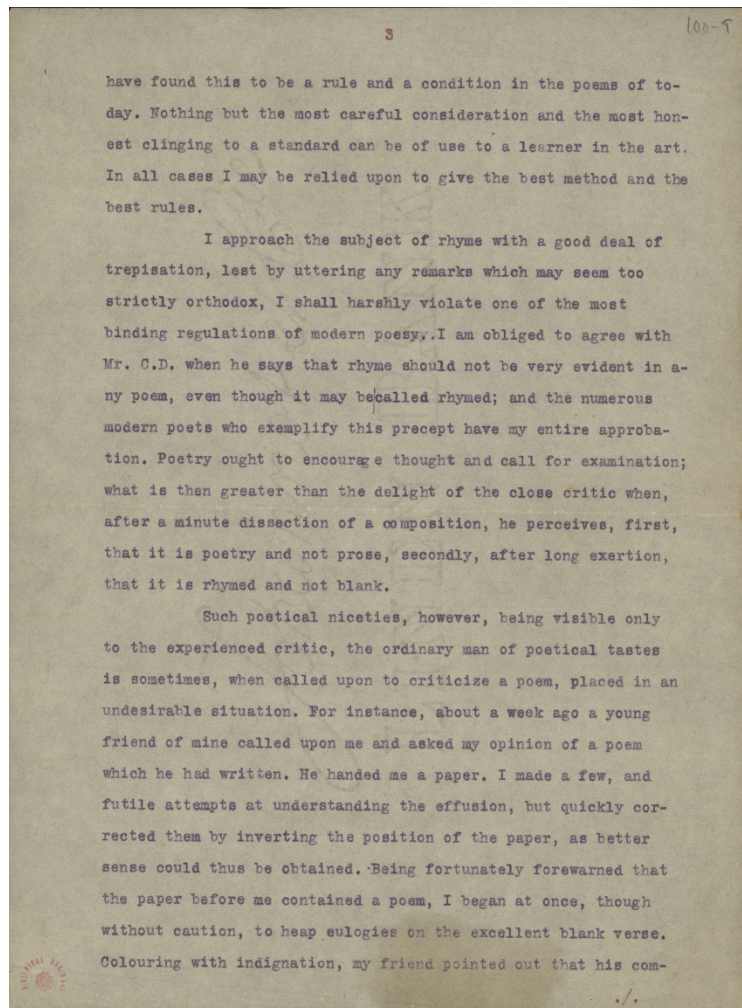 3
100-9
have found this to be a rule and a condition in the poems of to-
day. Nothing but the most careful consideration and the most hon-
est clinging to a standard can be of use to a learner in the art.
In all cases I may be relied upon to give the best method and the
best rules.
I approach the subject of rhyme with a good deal of
trepisation, lest by uttering any remarks which may seem too
strictly orthodox, I shall harshly violate one of the most
binding regulations of modern poesy..I am obliged to agree with
Mr. C.D. when he says that rhyme should not be very evident in a-
ny poem, even though it may be|called rhymed; and the numerous
modern poets who exemplify this precept have my entire approba-
tion. Poetry ought to encourage thought and call for examination;
what is then greater than the delight of the close critic when,
after a minute dissection of a composition, he perceives, first,
that it is poetry and not prose, secondly, after long exertion,
that it is rhymed and not blank.
Such poetical niceties, however, being visible only
to the experienced critic, the ordinary man of poetical tastes
is sometimes, when called upon to criticize a poem, placed in an
undesirable situation. For instance, about a week ago a young
friend of mine called upon me and asked my opinion of a poem
which he had written. He handed me a paper. I made a few, and
futile attempts at understanding the effusion, but quickly cor-
rected them by inverting the position of the paper, as better
sense could thus be obtained. Being fortunately forewarned that
the paper before me contained a poem, I began at once, though
without caution, to heap eulogies on the excellent blank verse.
Colouring with indignation, my friend pointed out that his com-
./.